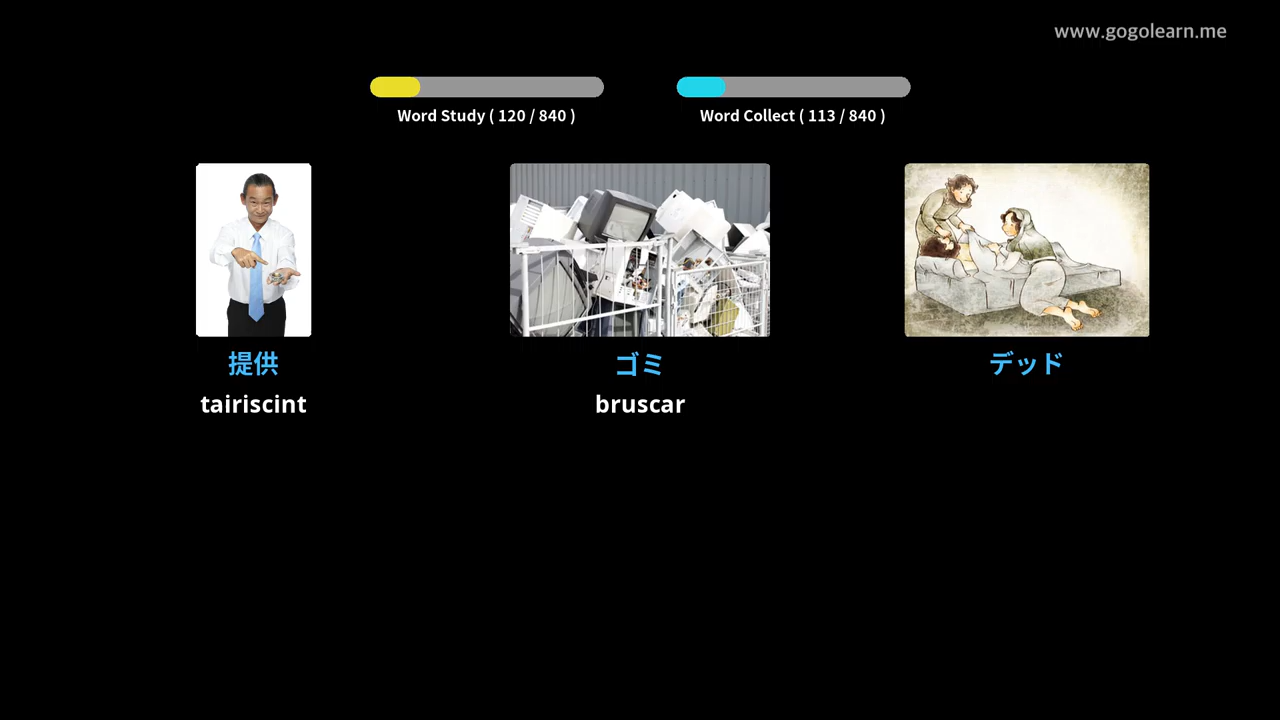 www.gogolearn.me
Word Study ( 120 / 840 )
Word Collect ( 113 / 840 )
提供
ゴミ
デッド
tairiscint
bruscar